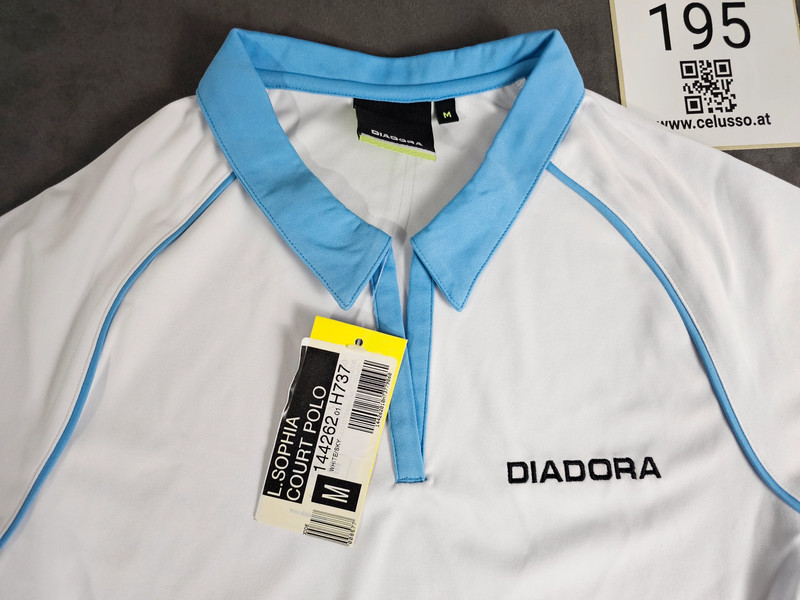 195
www.celusso.at
DIADORA
M
L.SOPHIA
COURT POLO
144262 01 H737
WHITE/SKY
M
DIADORA